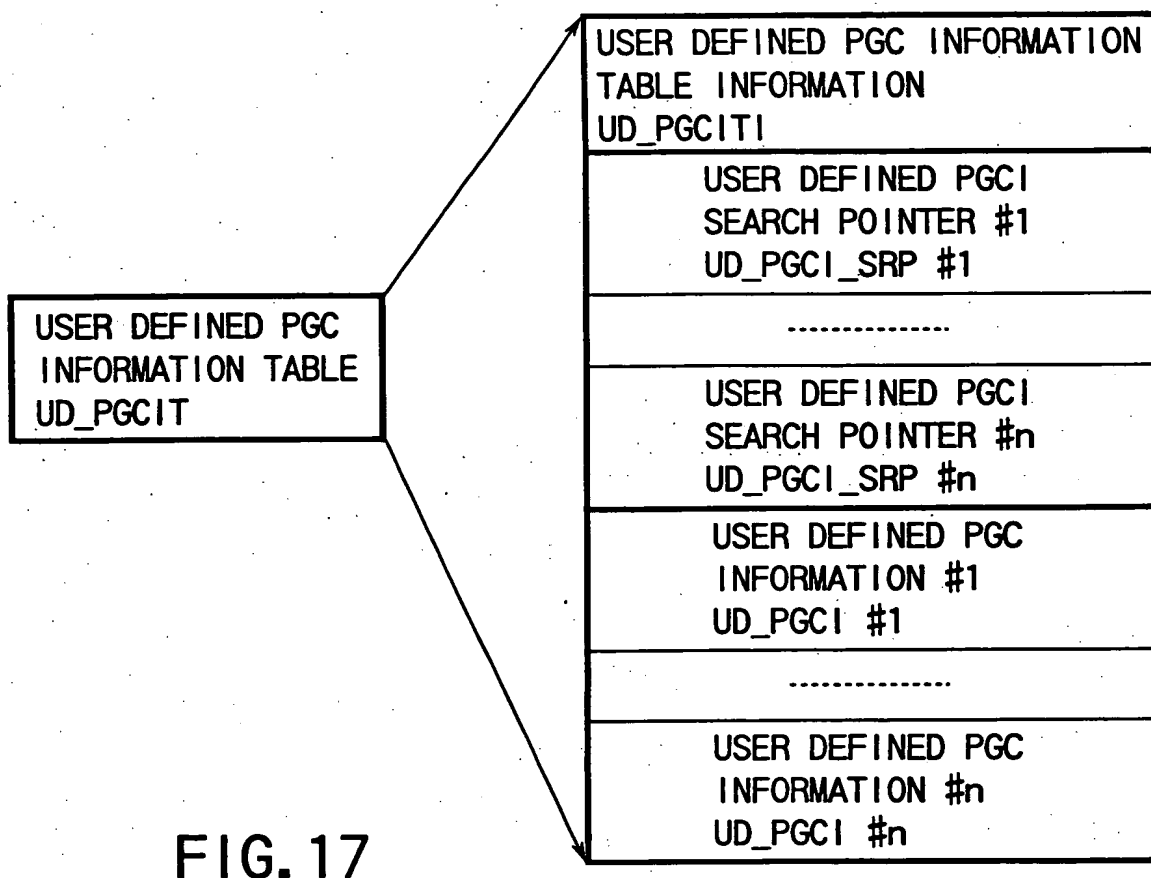 USER DEFINED PGC
INFORMATION TABLE
UD_PGCIT
USER DEFINED PGC INFORMATION
TABLE INFORMATION
UD_PGCITI
USER DEFINED PGCI
SEARCH POINTER #1
UD_PGCI_SRP #1
...............
USER DEFINED PGCI
SEARCH POINTER #n
UD_PGCI_SRP #n
USER DEFINED PGC
INFORMATION #1
UD_PGCI #1
...............
USER DEFINED PGC
INFORMATION #n
UD_PGCI #n
FIG.17